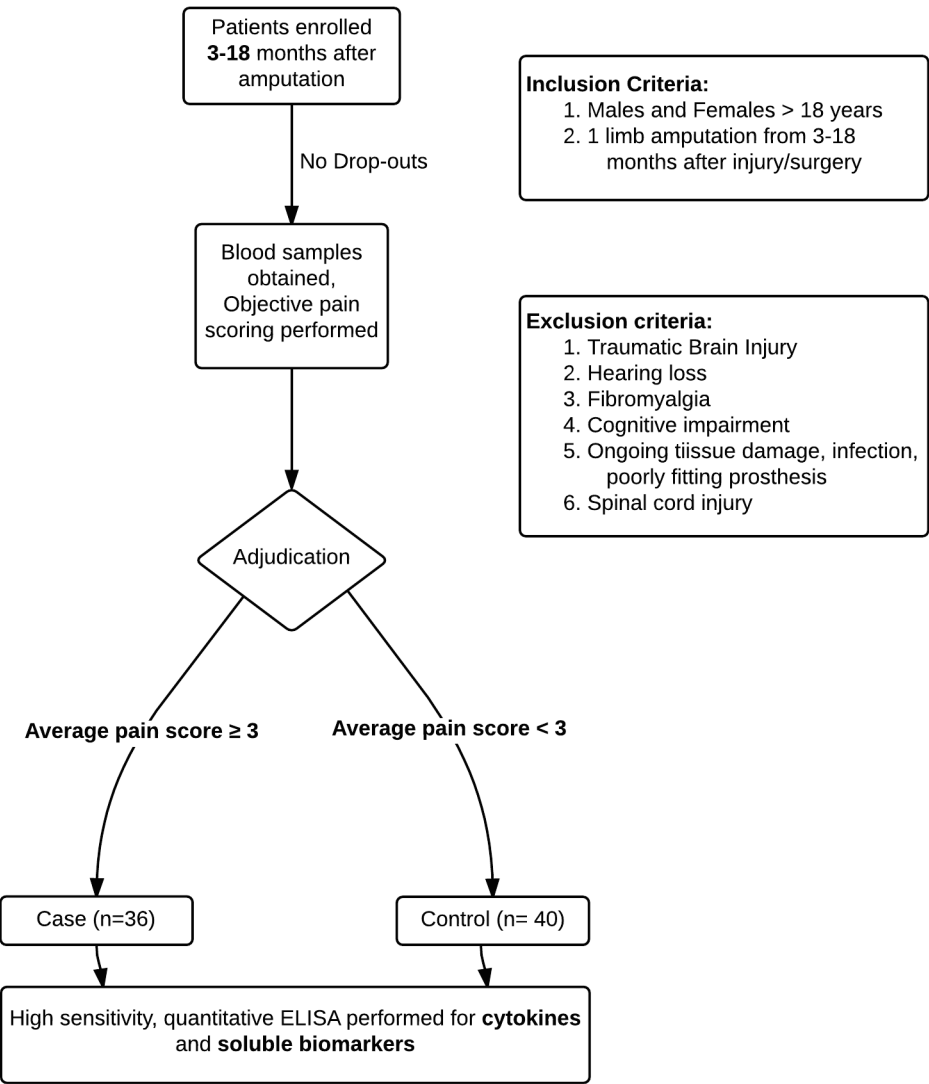 Patients enrolled
3-18 months after
amputation
No Drop-outs
Blood samples
obtained,
Objective pain
scoring performed
Adjudication
Average pain score ≥ 3
Average pain score < 3
Case (n=36)
Control (n= 40)
High sensitivity, quantitative ELISA performed for cytokines
and soluble biomarkers
Inclusion Criteria:
1. Males and Females > 18 years
2. 1 limb amputation from 3-18
months after injury/surgery
Exclusion criteria:
1. Traumatic Brain Injury
2. Hearing loss
3. Fibromyalgia
4. Cognitive impairment
5. Ongoing tiissue damage, infection,
poorly fitting prosthesis
6. Spinal cord injury